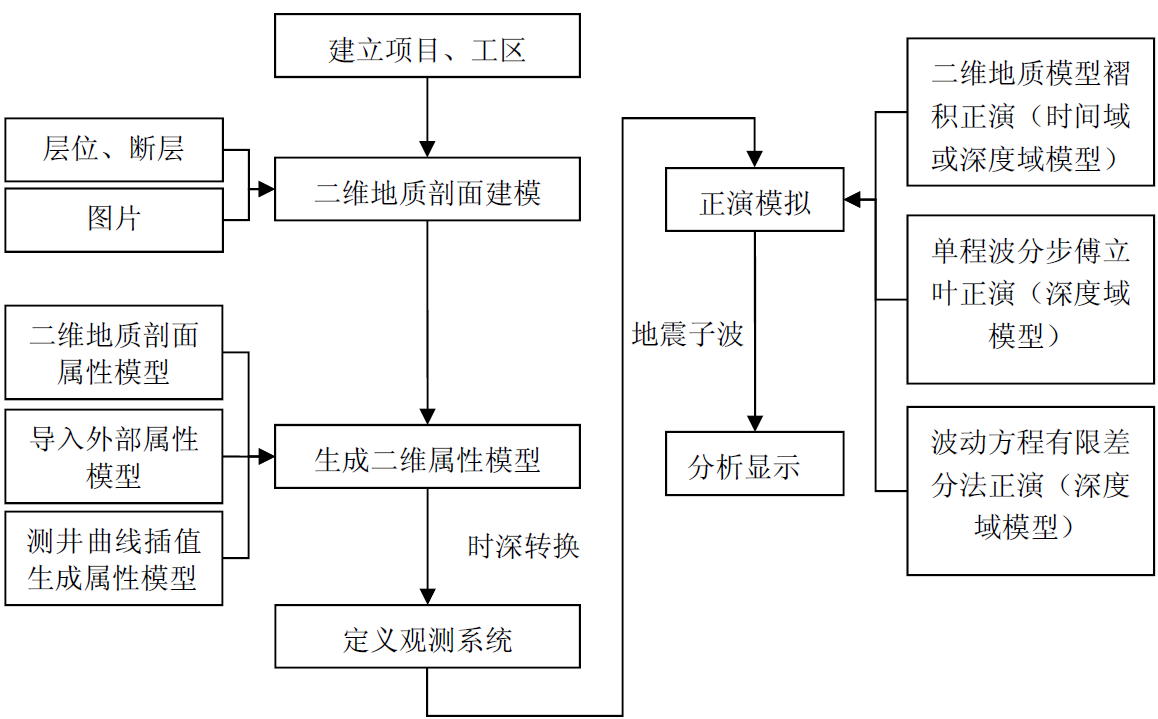 建立项目、工区
层位、断层
图片
二维地质剖面建模
二维地质剖面
属性模型
导入外部属性
模型
测井曲线插值
生成属性模型
生成二维属性模型
时深转换
定义观测系统
正演模拟
地震子波
分析显示
二维地质模型褶
积正演（时间域
或深度域模型）
单程波分步傅立
叶正演（深度域
模型）
波动方程有限差
分法正演（深度
域模型）